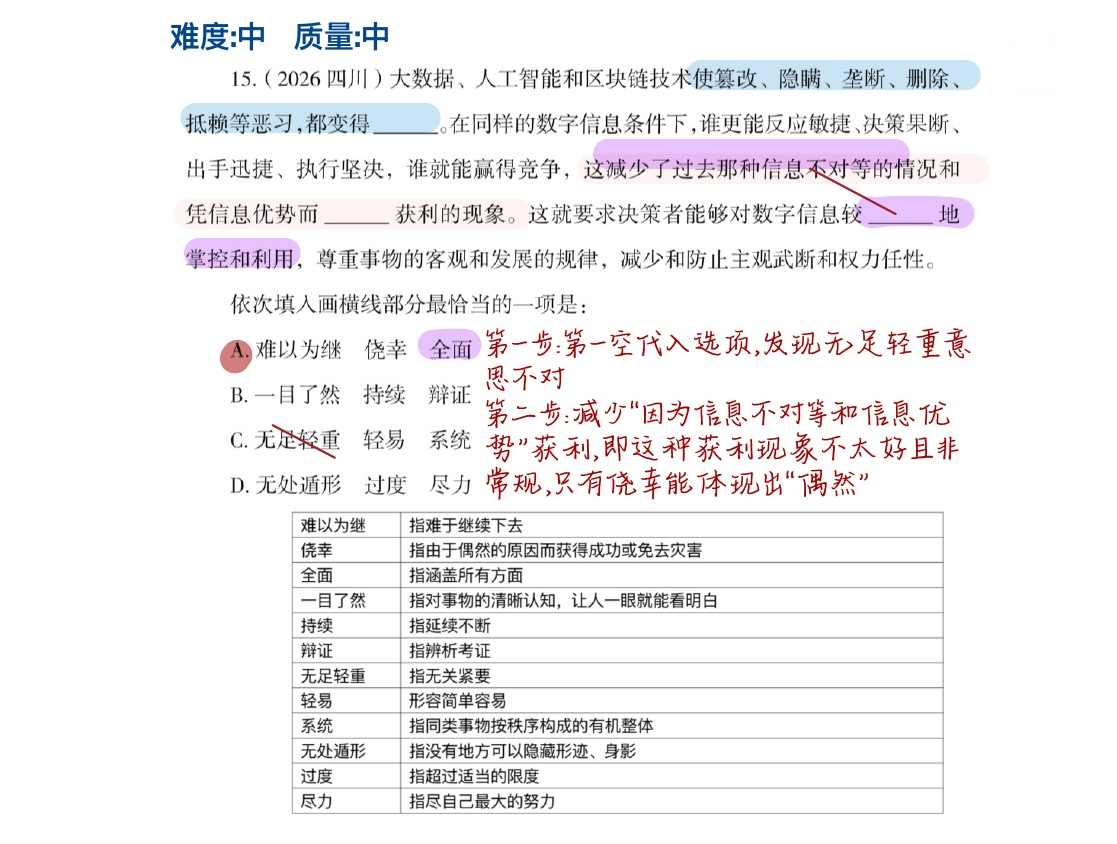 难度:中 质量:中
15.（2026 四川）大数据、人工智能和区块链技术使篡改、隐瞒、垄断、删除、
抵赖等恶习,都变得______。在同样的数字信息条件下,谁更能反应敏捷、决策果断、
出手迅捷、执行坚决，谁就能赢得竞争，这减少了过去那种信息不对等的情况和
凭信息优势而______获利的现象。这就要求决策者能够对数字信息较______地
掌控和利用，尊重事物的客观和发展的规律，减少和防止主观武断和权力任性。
依次填入画横线部分最恰当的一项是：
A. 难以为继 侥幸 全面
B. 一目了然 持续 辩证
C. 无足轻重 轻易 系统
D. 无处遁形 过度 尽力
第一步:第一空代入选项,发现无足轻重意
思不对
第二步:减少“因为信息不对等和信息优
势”获利,即这种获利现象不太好且非
常规,只有侥幸能体现出“偶然”
难以为继 指难于继续下去
侥幸 指由于偶然的原因而获得成功或免去灾害
全面 指涵盖所有方面
一目了然 指对事物的清晰认知，让人一眼就能看明白
持续 指延续不断
辩证 指辨析考证
无足轻重 指无关紧要
轻易 形容简单容易
系统 指同类事物按秩序构成的有机整体
无处遁形 指没有地方可以隐藏形迹、身影
过度 指超过适当的限度
尽力 指尽自己最大的努力